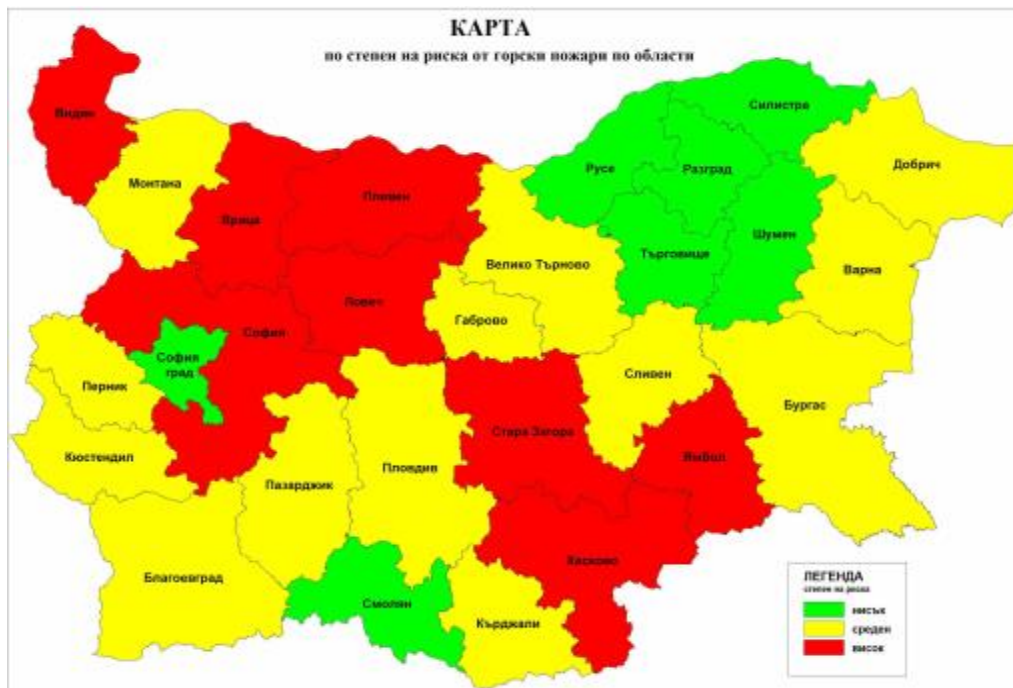 КАРТА
по степен на риска от горски пожари по области
Видин
Силистра
Добрич
Русе
Разград
Монтана
Плевен
Враца
Шумен
Търговище
Велико Търново
Варна
Ловеч
Габрово
София
София
град
Сливен
Перник
Бургас
Стара Загора
Ямбол
Кюстендил
Пловдив
Пазарджик
Хасково
Благоевград
Смолян
Кърджали
ЛЕГЕНДА
степен на риска
нисък
среден
висок